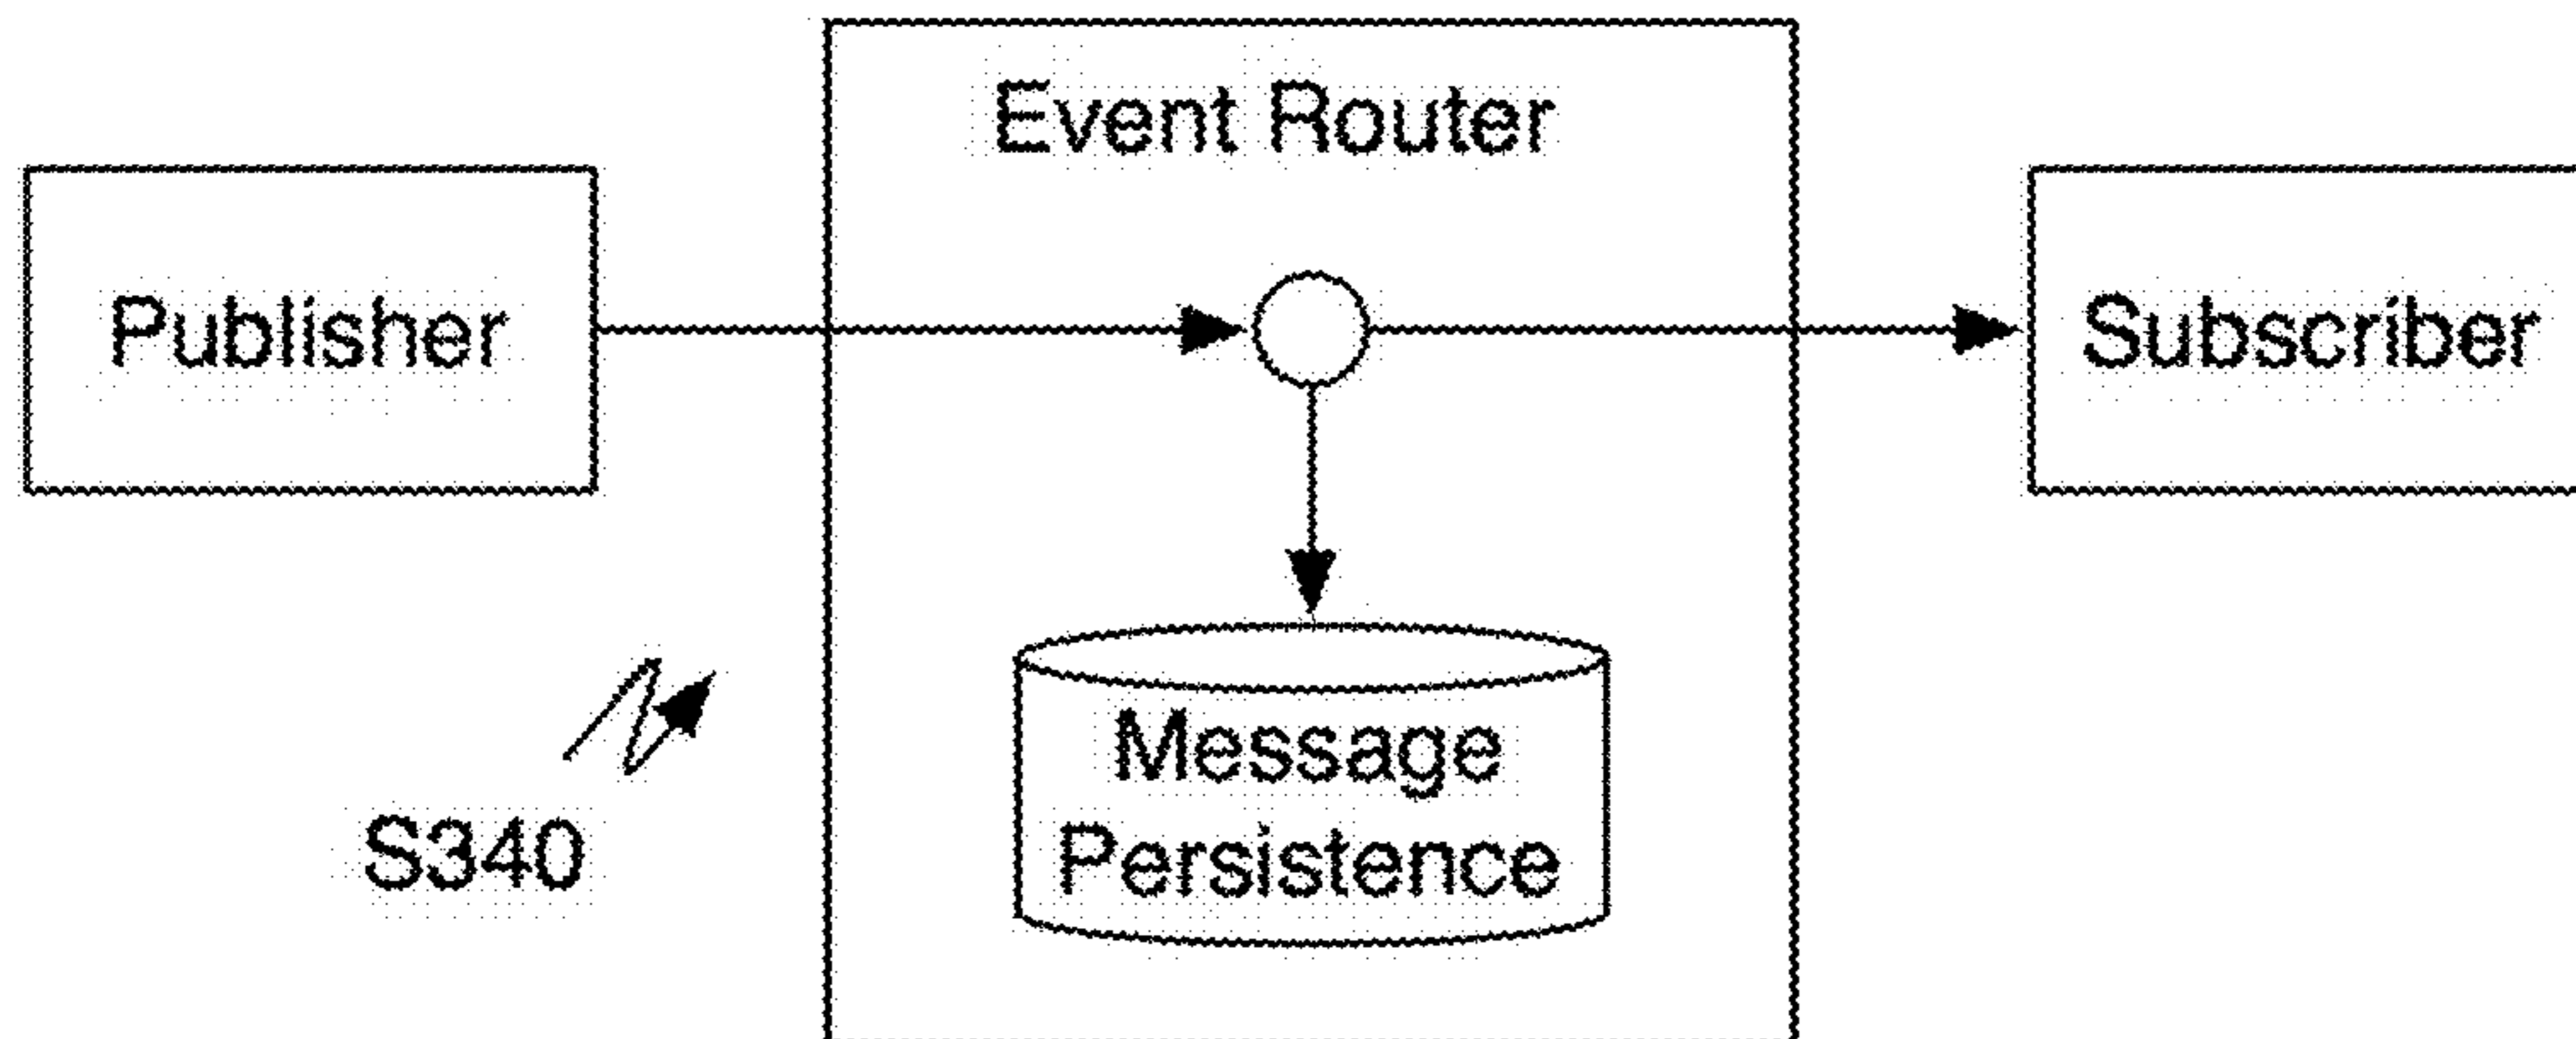 Event Router
Publisher
Subscriber
Message
Persistence
S340